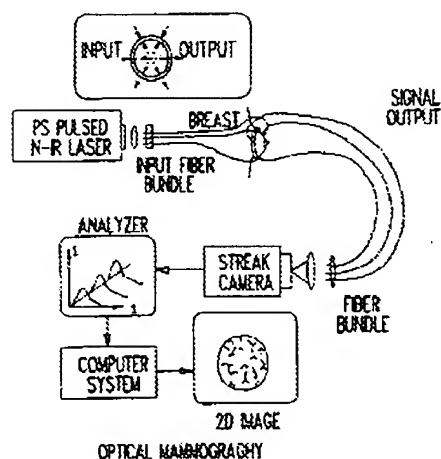 INPUT OUTPUT
PS PULSED
N-IR LASER
BREAST
INPUT FIBER
BUNDLE
SIGNAL
OUTPUT
ANALYZER
STREAK
CAMERA
FIBER
BUNDLE
COMPUTER
SYSTEM
2D IMAGE
OPTICAL MAMMOGRAPHY